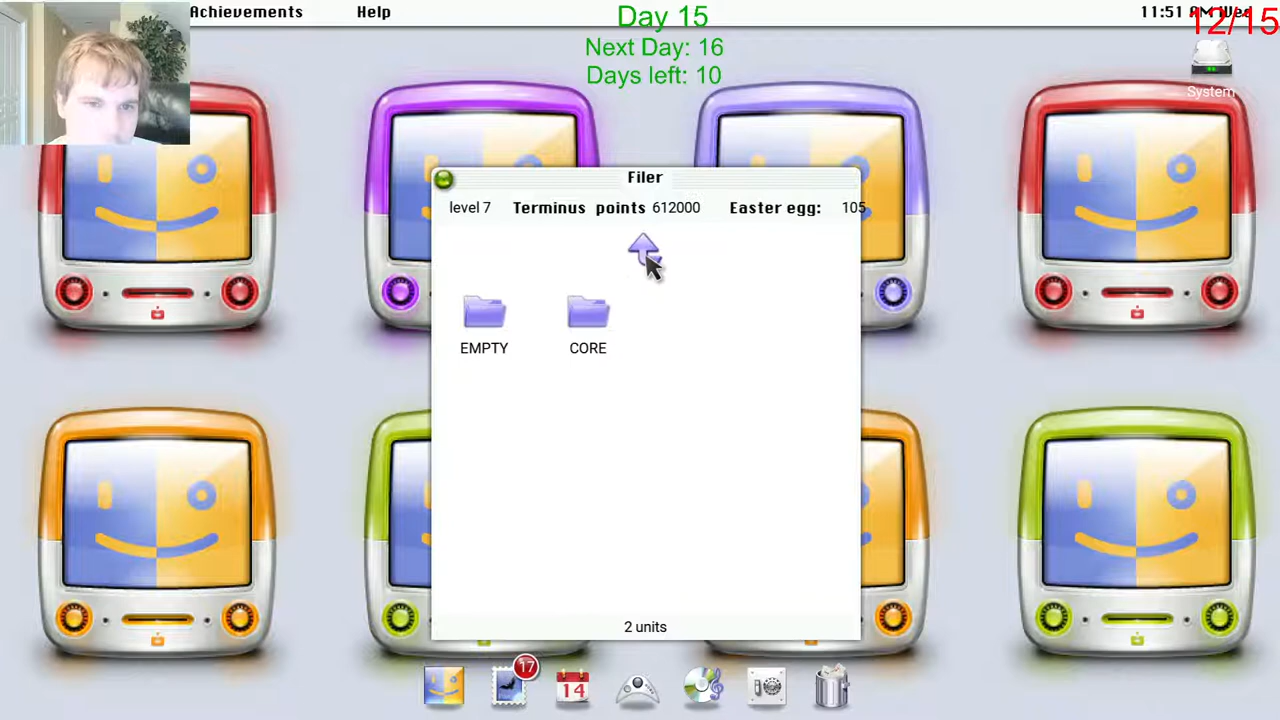 Achievements Help
11:51 AM Wed
12/15
Day 15
Next Day: 16
Days left: 10
System
Filer
level 7 Terminus points 612000 Easter egg: 105
EMPTY CORE
2 units
17
14